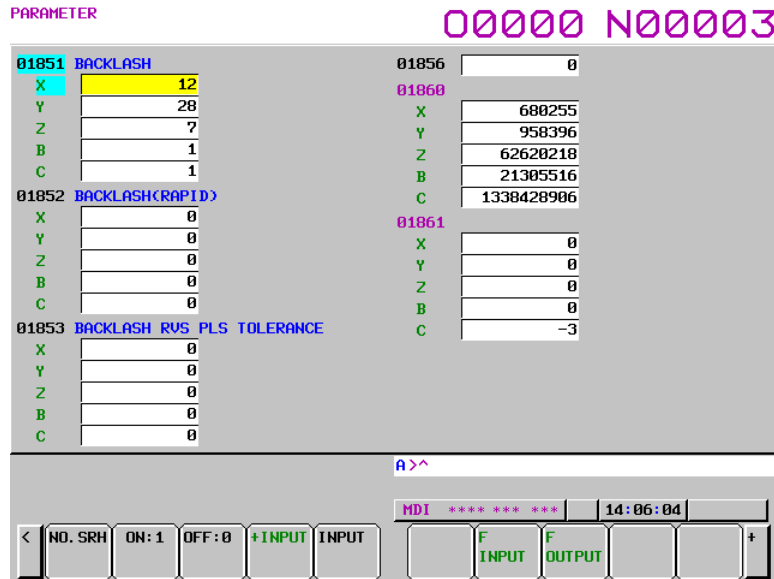 PARAMETER
O0000 N00003
01851 BACKLASH
X 12
Y 28
Z 7
B 1
C 1
01852 BACKLASH(RAPID)
X 0
Y 0
Z 0
B 0
C 0
01853 BACKLASH RVS PLS TOLERANCE
X 0
Y 0
Z 0
B 0
C 0
01856 0
01860
X 680255
Y 958396
Z 62620218
B 21305516
C 1338428906
01861
X 0
Y 0
Z 0
B 0
C -3
A>^
MDI **** *** *** 14:06:04
< NO.SRH ON:1 OFF:0 +INPUT INPUT F INPUT F OUTPUT +